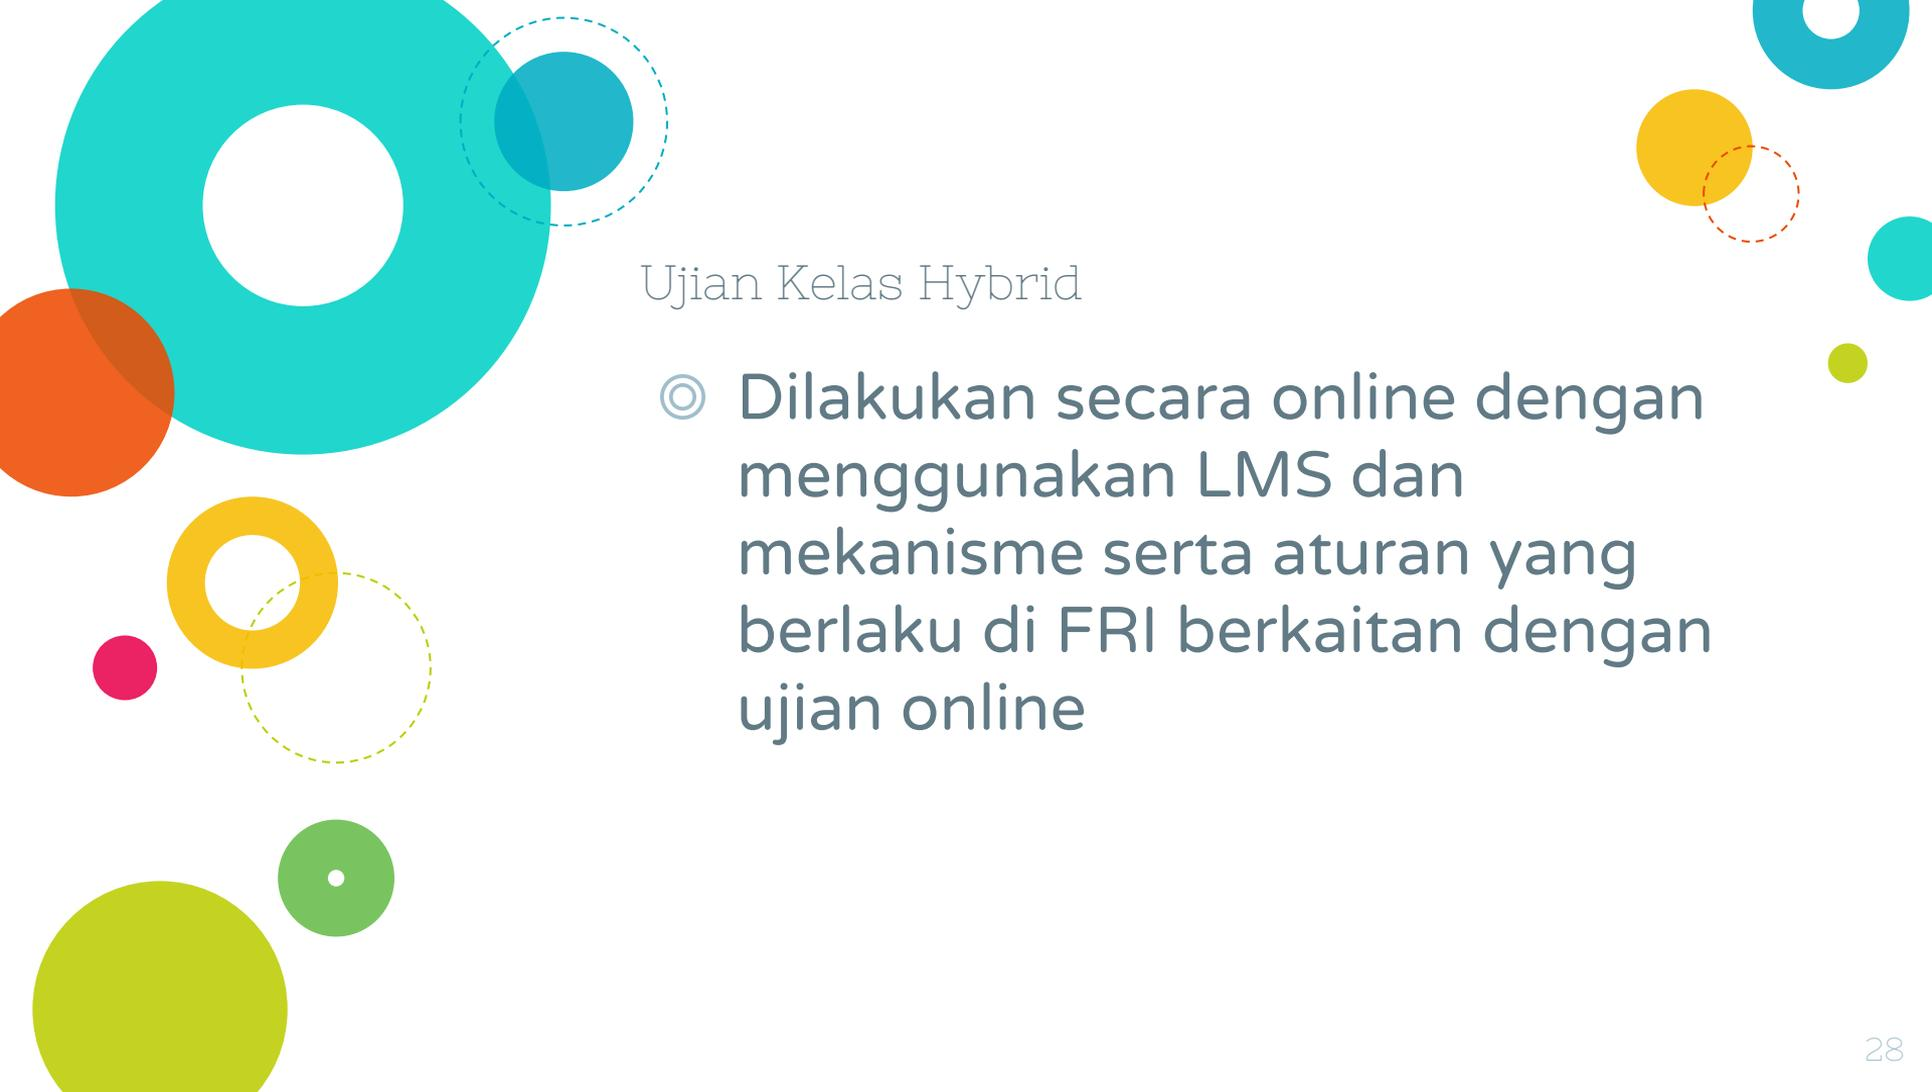 Ujian Kelas Hybrid
Dilakukan secara online dengan
menggunakan LMS dan
mekanisme serta aturan yang
berlaku di FRI berkaitan dengan
ujian online
28